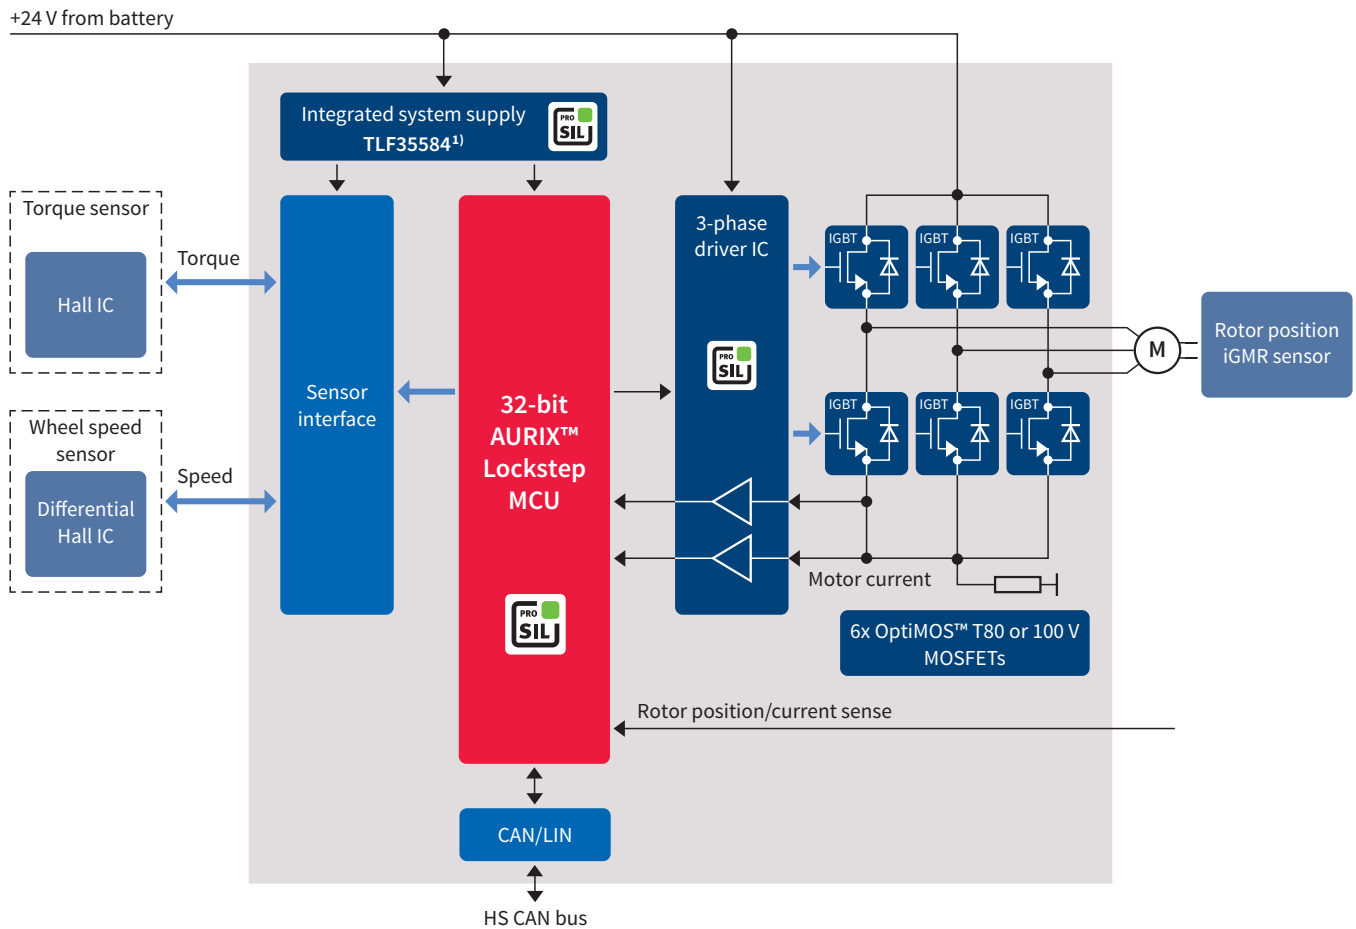 +24 V from battery
Integrated system supply
TLF35584¹⁾
PRO
SIL
Torque sensor
Hall IC
Torque
Wheel speed
sensor
Differential
Hall IC
Speed
Sensor
interface
32-bit
AURIX™
Lockstep
MCU
PRO
SIL
3-phase
driver IC
PRO
SIL
IGBT
IGBT
IGBT
IGBT
IGBT
IGBT
M
Rotor position
iGMR sensor
Motor current
6x OptiMOS™ T80 or 100 V
MOSFETs
Rotor position/current sense
CAN/LIN
HS CAN bus